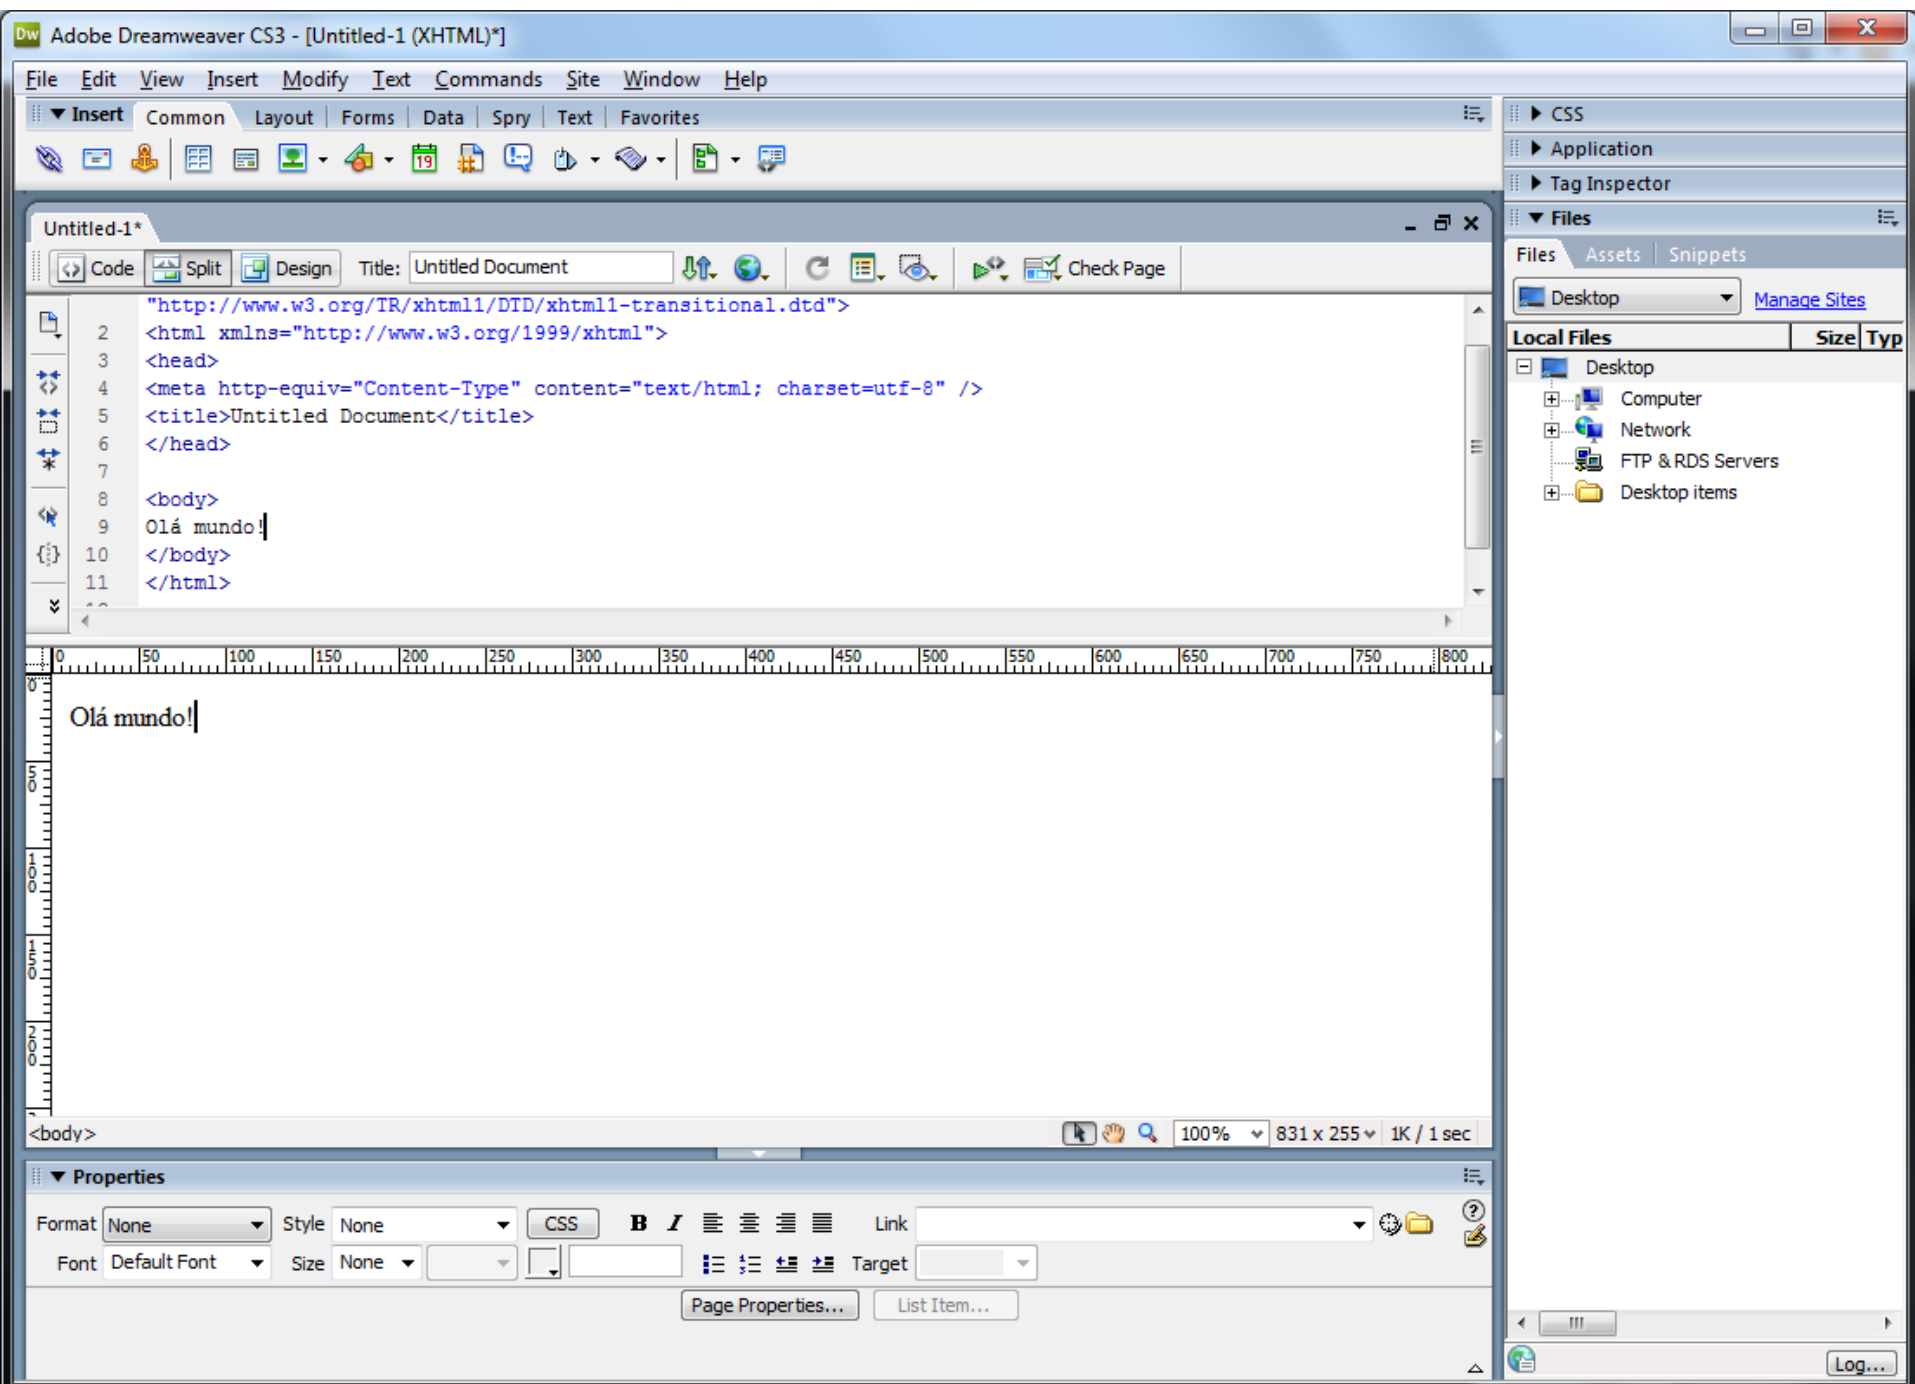 Dw Adobe Dreamweaver CS3 - [Untitled-1 (XHTML)*]
File Edit View Insert Modify Text Commands Site Window Help
Insert Common Layout Forms Data Spry Text Favorites
19
Untitled-1*
Code Split Design Title: Untitled Document Check Page
"http://www.w3.org/TR/xhtml1/DTD/xhtml1-transitional.dtd">
2 <html xmlns="http://www.w3.org/1999/xhtml">
3 <head>
4 <meta http-equiv="Content-Type" content="text/html; charset=utf-8" />
5 <title>Untitled Document</title>
6 </head>
7
8 <body>
9 Olá mundo!
10 </body>
11 </html>
0 50 100 150 200 250 300 350 400 450 500 550 600 650 700 750 800
0
Olá mundo!
50
100
150
200
<body> 100% 831 x 255 1K / 1 sec
Properties
Format None Style None CSS B I Link
Font Default Font Size None Target
Page Properties... List Item...
CSS
Application
Tag Inspector
Files
Files Assets Snippets
Desktop Manage Sites
Local Files Size Typ
Desktop
Computer
Network
FTP & RDS Servers
Desktop items
Log...